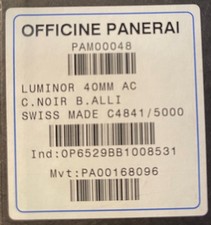 OFFICINE PANERAI
PAM00048
LUMINOR 40MM AC
C.NOIR B.ALLI
SWISS MADE C4841/5000
Ind:OP6529BB1008531
Mvt:PA00168096